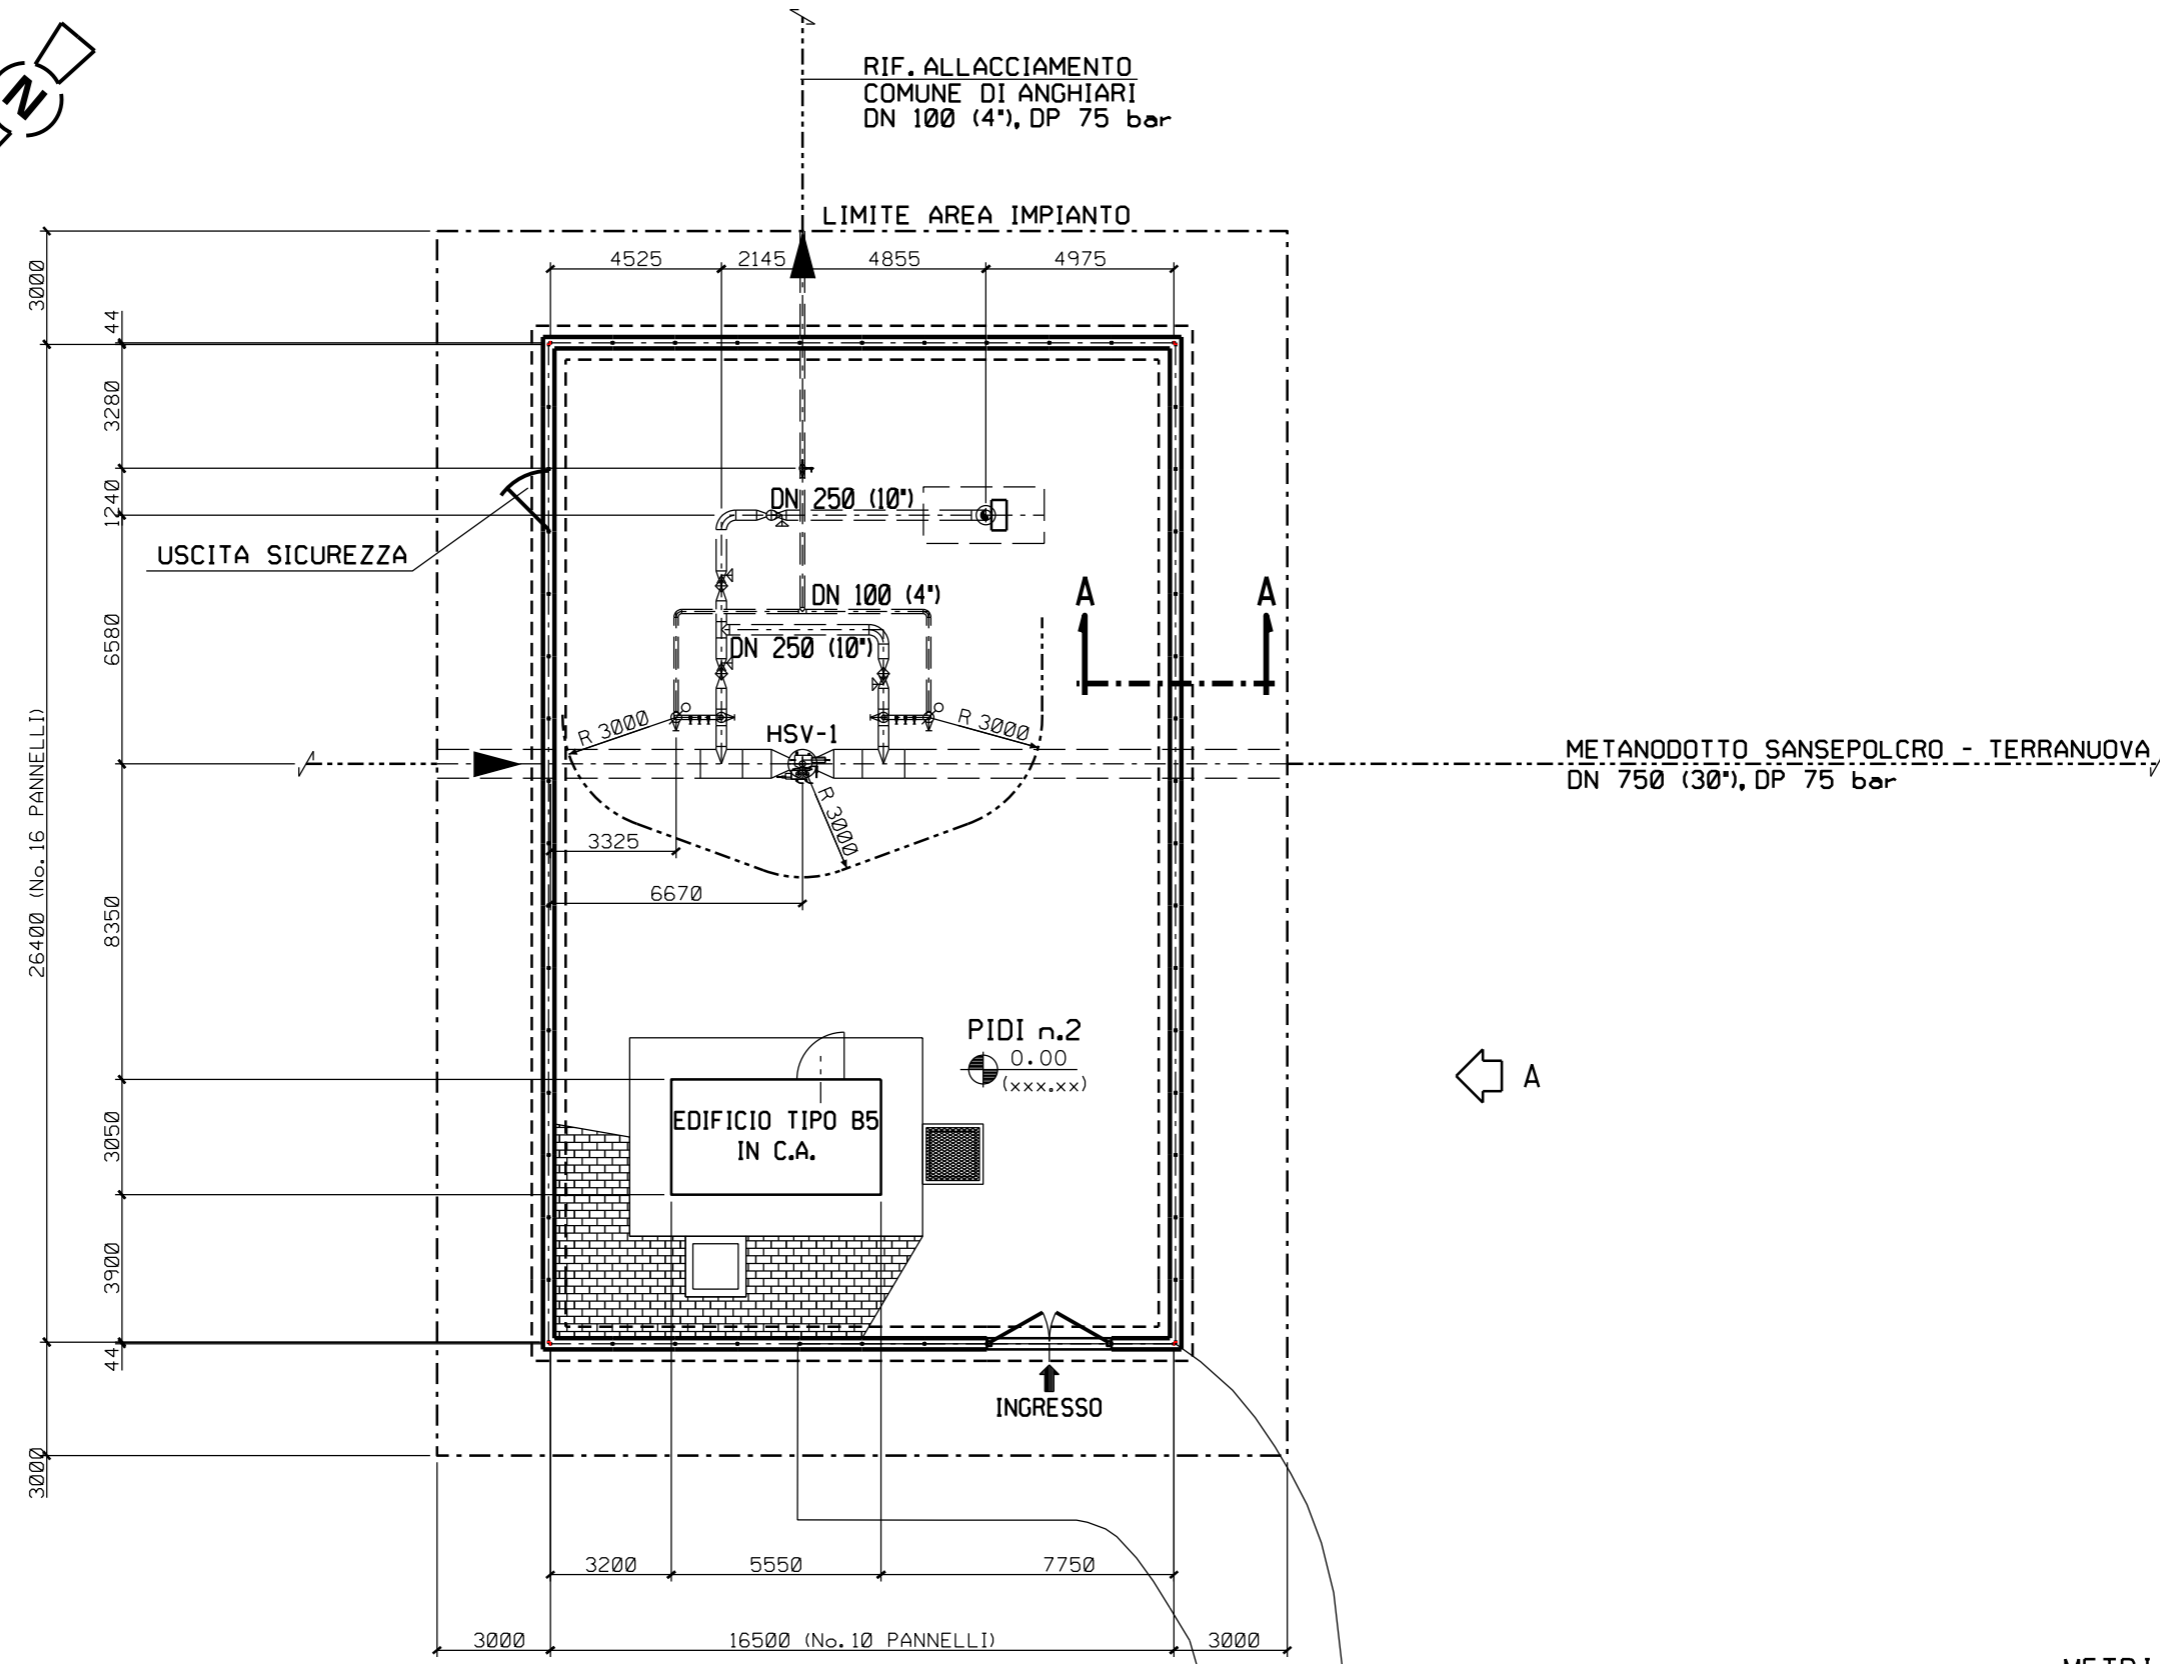 N
RIF. ALLACCIAMENTO
COMUNE DI ANGHIARI
DN 100 (4"), DP 75 bar
LIMITE AREA IMPIANTO
4525
2145
4855
4975
3000
44
3280
1240
6580
26400 (No.16 PANNELLI)
8350
3050
3900
44
3000
USCITA SICUREZZA
DN 250 (10")
DN 100 (4")
DN 250 (10")
A
A
R 3000
HSV-1
R 3000
R 3000
METANODOTTO SANSEPOLCRO - TERRANUOVA
DN 750 (30"), DP 75 bar
3325
6670
PIDI n.2
0.00
(xxx.xx)
A
EDIFICIO TIPO B5
IN C.A.
INGRESSO
3200
5550
7750
3000
16500 (No.10 PANNELLI)
3000